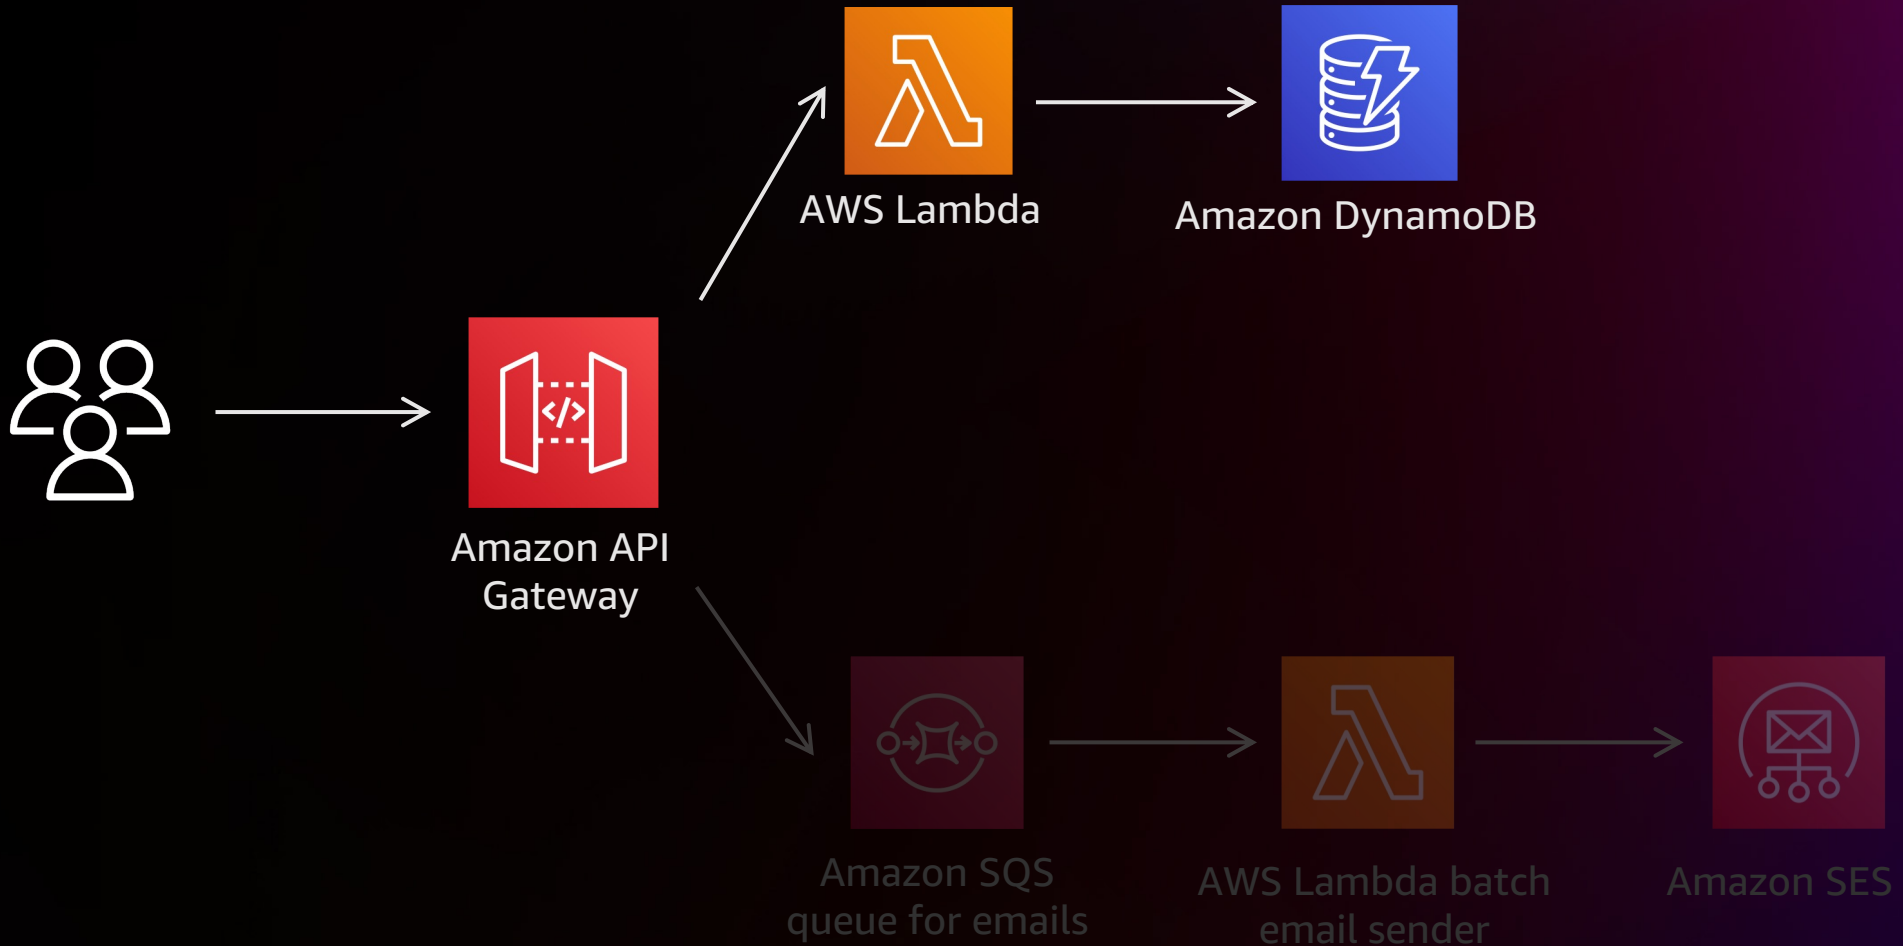 AWS Lambda
Amazon DynamoDB
</>
Amazon API
Gateway
Amazon SQS
queue for emails
AWS Lambda batch
email sender
Amazon SES